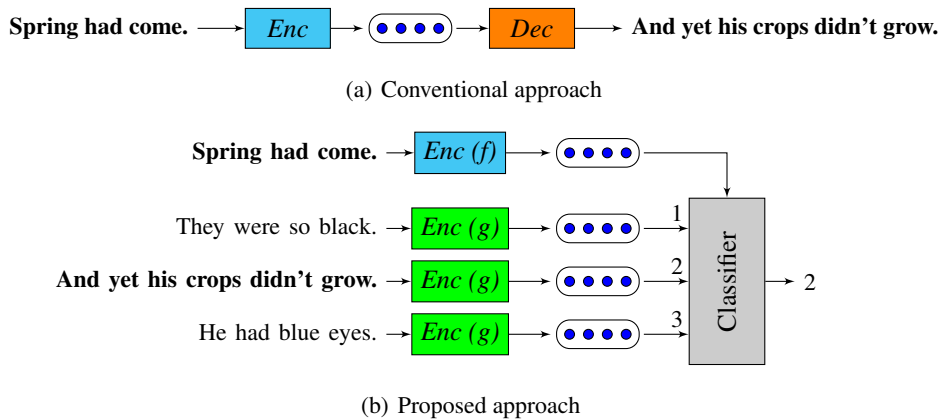 Spring had come. Enc Dec And yet his crops didn't grow.
(a) Conventional approach
Spring had come. Enc (f)
They were so black. Enc (g) 1
And yet his crops didn't grow. Enc (g) 2
He had blue eyes. Enc (g) 3
Classifier
2
(b) Proposed approach